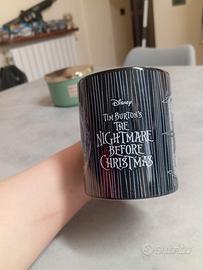 Disney
TIM BURTON'S
THE
NIGHTMARE
BEFORE
CHRISTMAS